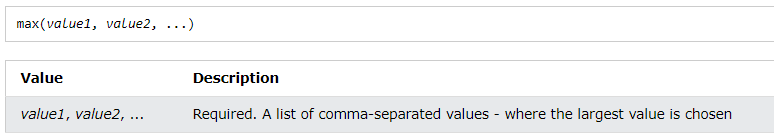 max(value1, value2, ...)
Value Description
value1, value2, ... Required. A list of comma-separated values - where the largest value is chosen